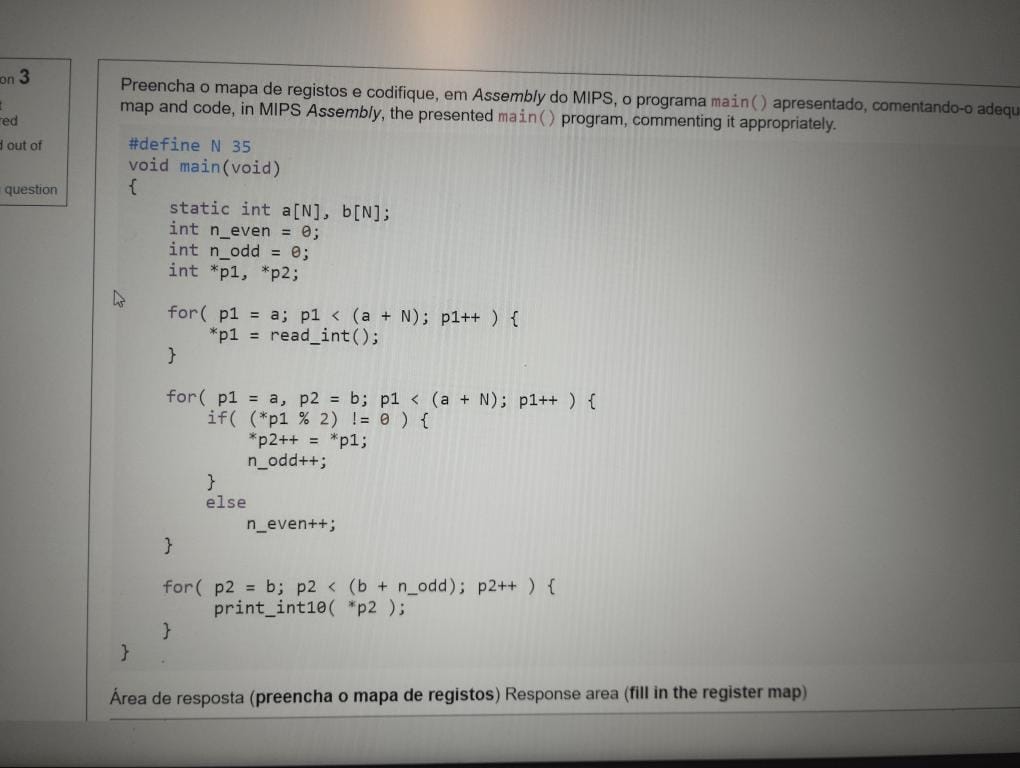 on 3
red
out of
question
Preencha o mapa de registos e codifique, em Assembly do MIPS, o programa main() apresentado, comentando-o adequ
map and code, in MIPS Assembly, the presented main() program, commenting it appropriately.
#define N 35
void main(void)
{
    static int a[N], b[N];
    int n_even = 0;
    int n_odd = 0;
    int *p1, *p2;

    for( p1 = a; p1 < (a + N); p1++ ) {
        *p1 = read_int();
    }

    for( p1 = a, p2 = b; p1 < (a + N); p1++ ) {
        if( (*p1 % 2) != 0 ) {
            *p2++ = *p1;
            n_odd++;
        }
        else
            n_even++;
    }

    for( p2 = b; p2 < (b + n_odd); p2++ ) {
        print_int10( *p2 );
    }
}
Área de resposta (preencha o mapa de registos) Response area (fill in the register map)